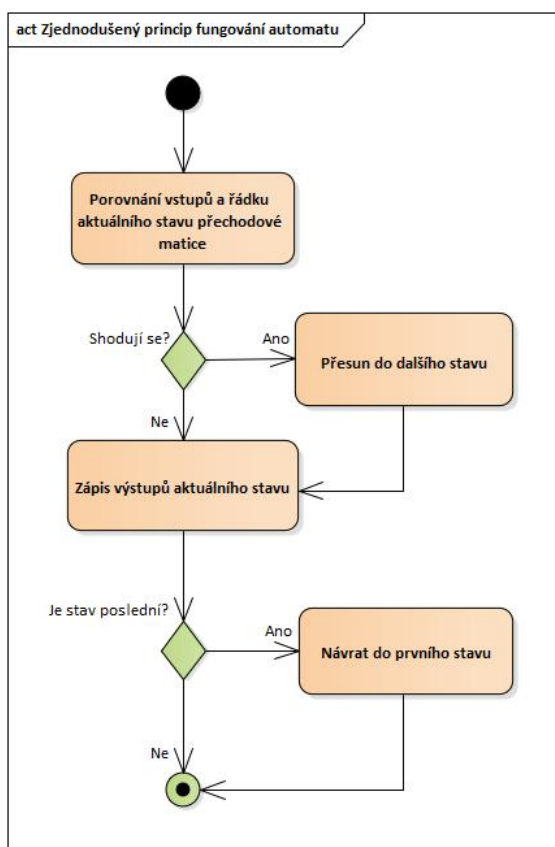 act Zjednodušený princip fungování automatu
Porovnání vstupů a řádku
aktuálního stavu přechodové
matice
Shodují se?
Ano
Přesun do dalšího stavu
Ne
Zápis výstupů aktuálního stavu
Je stav poslední?
Ano
Návrat do prvního stavu
Ne